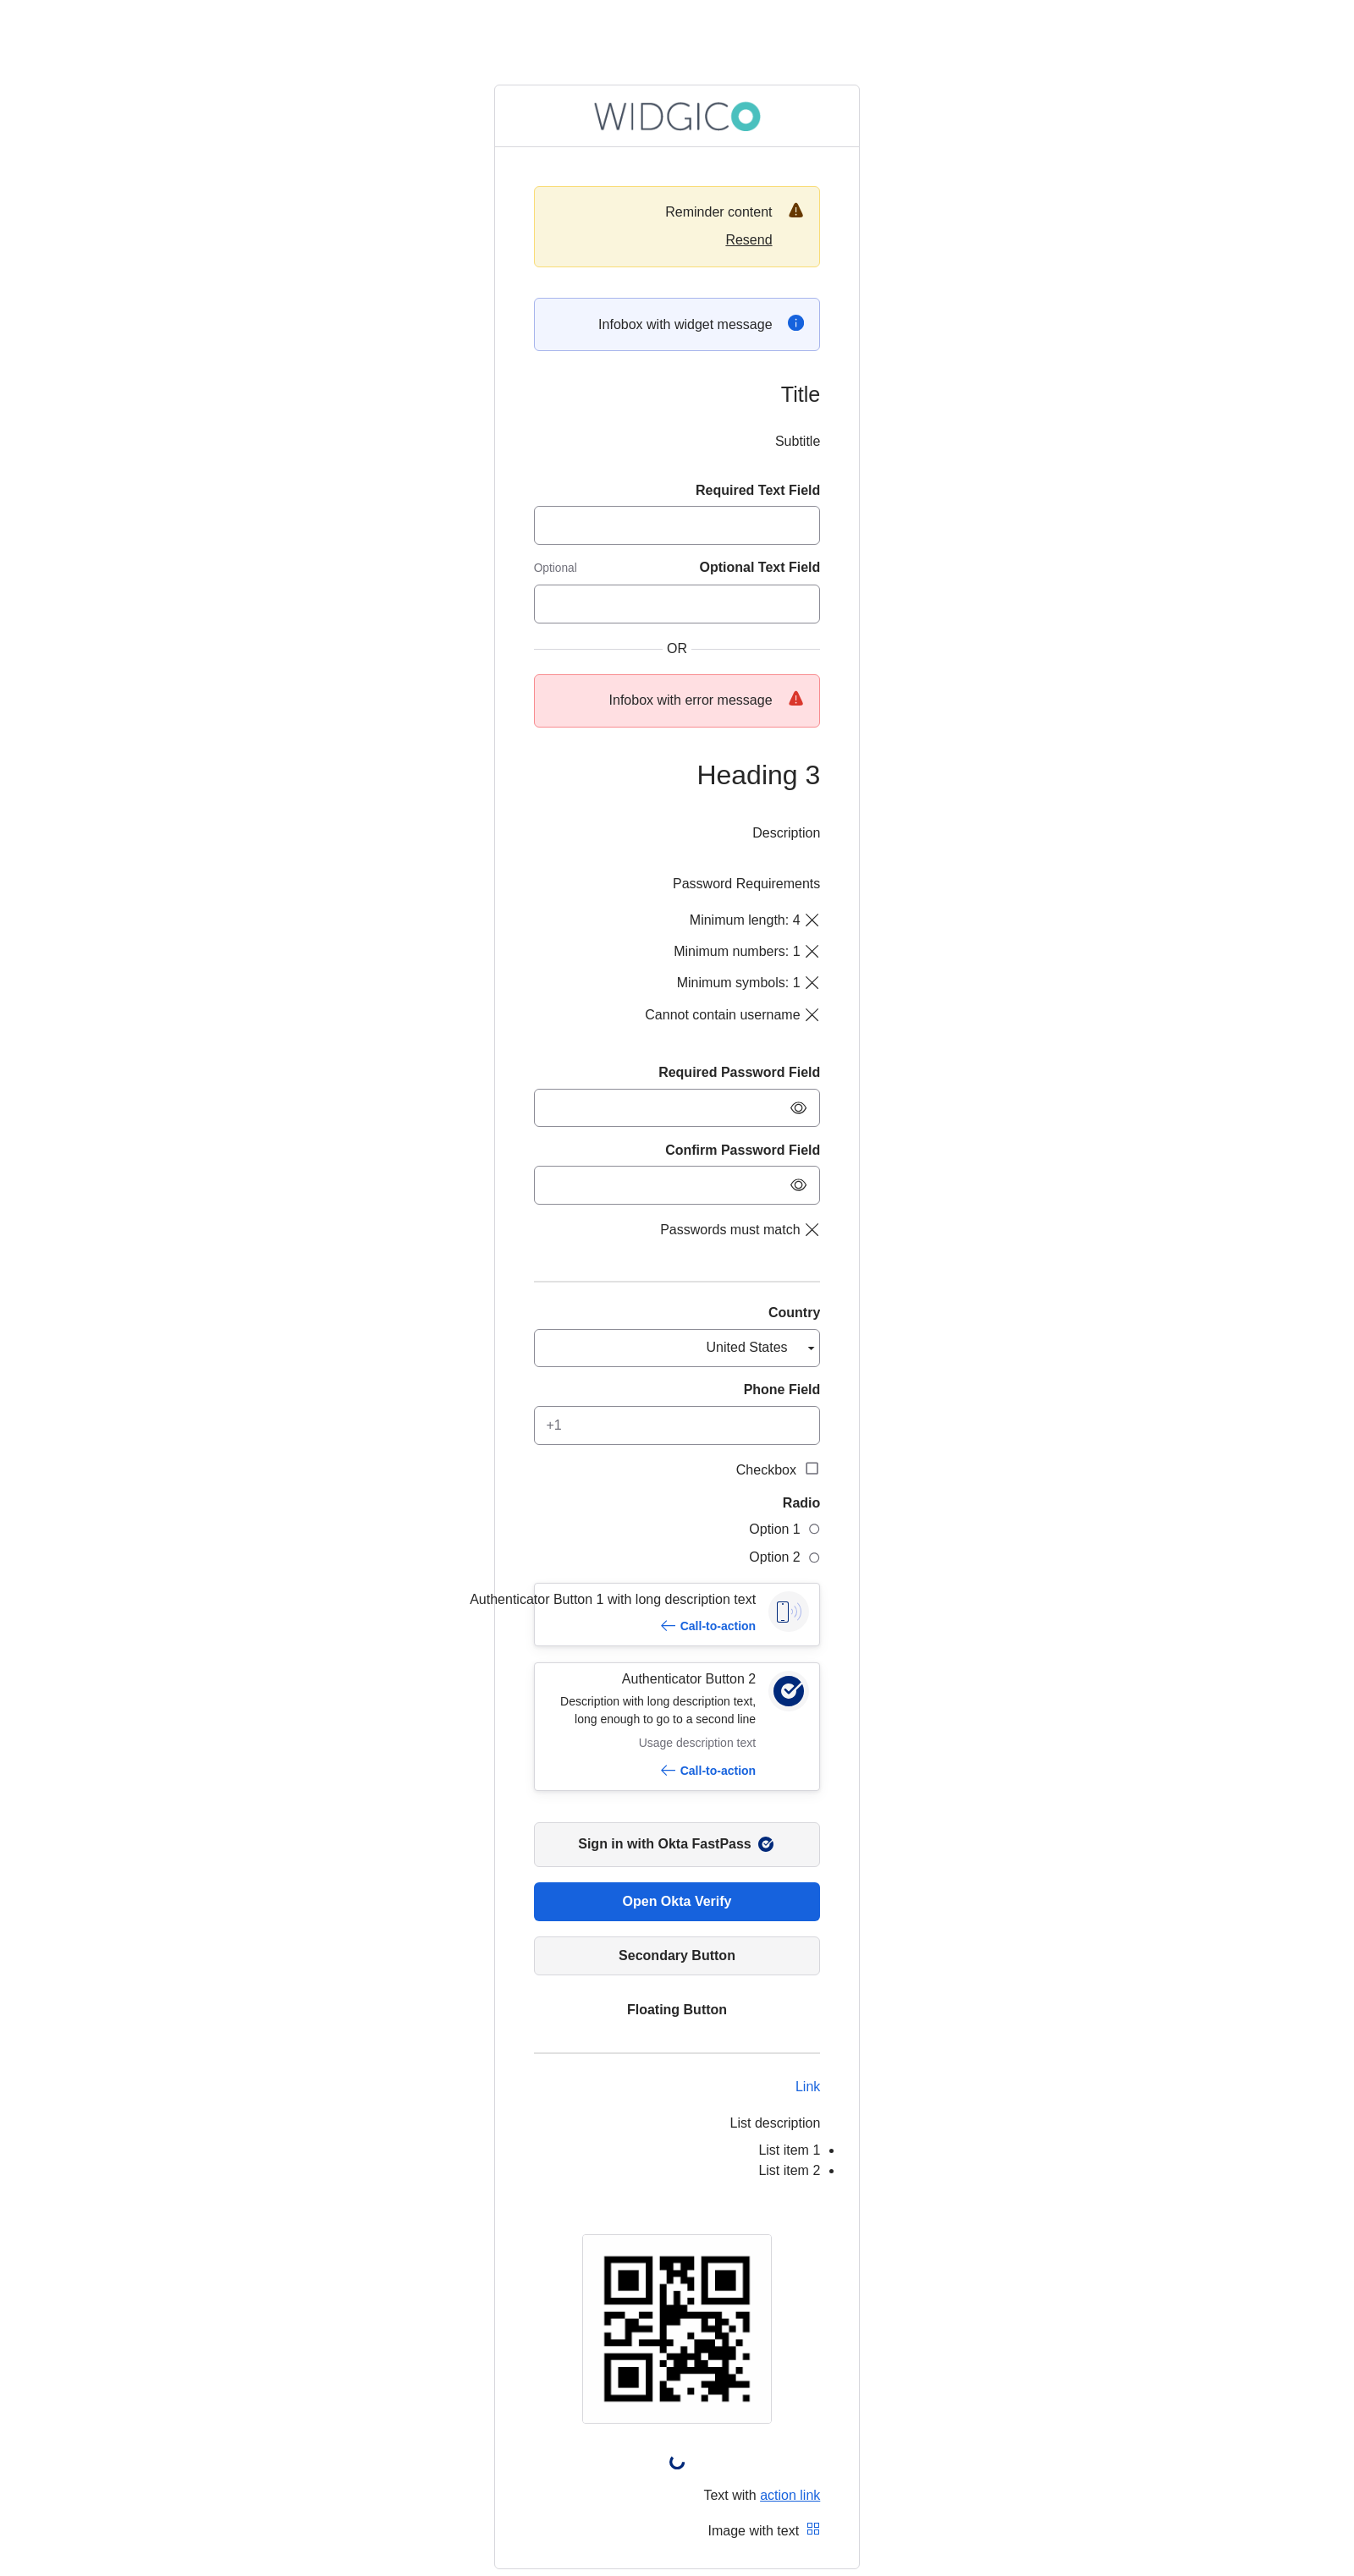 WIDGICO
Reminder content
Resend
Infobox with widget message
Title
Subtitle
Required Text Field
Optional Text Field
Optional
OR
Infobox with error message
Heading 3
Description
Password Requirements
Minimum length: 4
Minimum numbers: 1
Minimum symbols: 1
Cannot contain username
Required Password Field
Confirm Password Field
Passwords must match
Country
United States
Phone Field
+1
Checkbox
Radio
Option 1
Option 2
Authenticator Button 1 with long description text
Call-to-action
Authenticator Button 2
Description with long description text,
long enough to go to a second line
Usage description text
Call-to-action
Sign in with Okta FastPass
Open Okta Verify
Secondary Button
Floating Button
Link
List description
List item 1
List item 2
Text with action link
Image with text